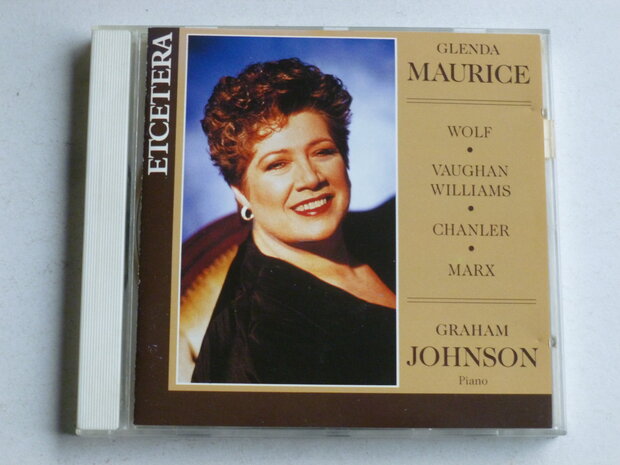 ETCETERA
GLENDA
MAURICE
WOLF
•
VAUGHAN
WILLIAMS
•
CHANLER
•
MARX
GRAHAM
JOHNSON
Piano